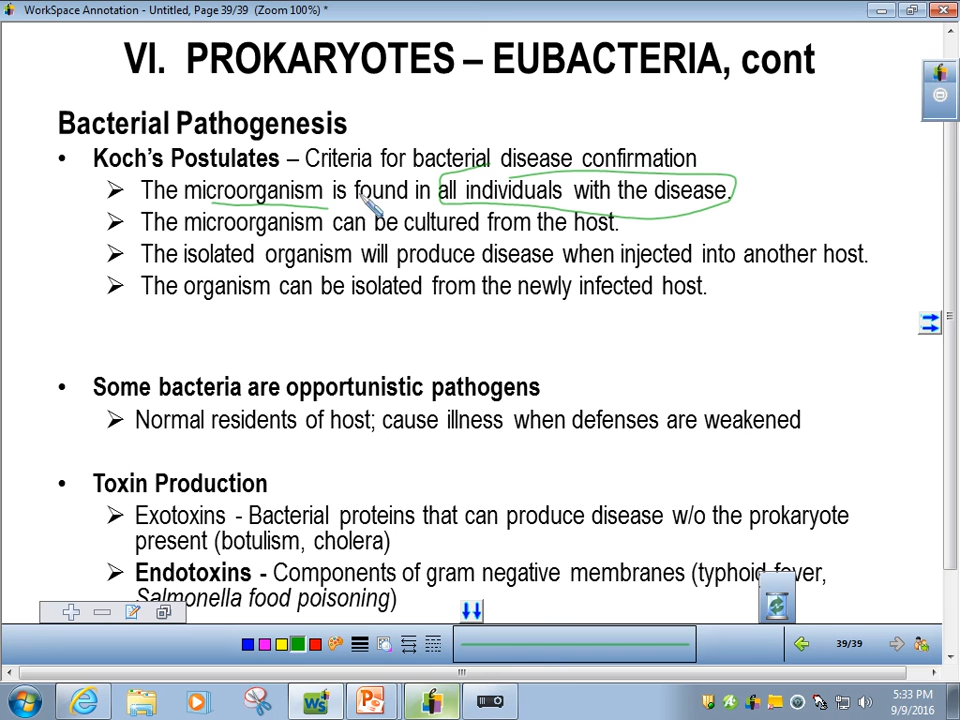 WorkSpace Annotation - Untitled, Page 39/39 (Zoom 100%) *
VI. PROKARYOTES – EUBACTERIA, cont
Bacterial Pathogenesis
• Koch's Postulates – Criteria for bacterial disease confirmation
➢ The microorganism is found in all individuals with the disease.
➢ The microorganism can be cultured from the host.
➢ The isolated organism will produce disease when injected into another host.
➢ The organism can be isolated from the newly infected host.
• Some bacteria are opportunistic pathogens
➢ Normal residents of host; cause illness when defenses are weakened
• Toxin Production
➢ Exotoxins - Bacterial proteins that can produce disease w/o the prokaryote
present (botulism, cholera)
➢ Endotoxins - Components of gram negative membranes (typhoid fever,
Salmonella food poisoning)
39/39
5:33 PM
9/9/2016